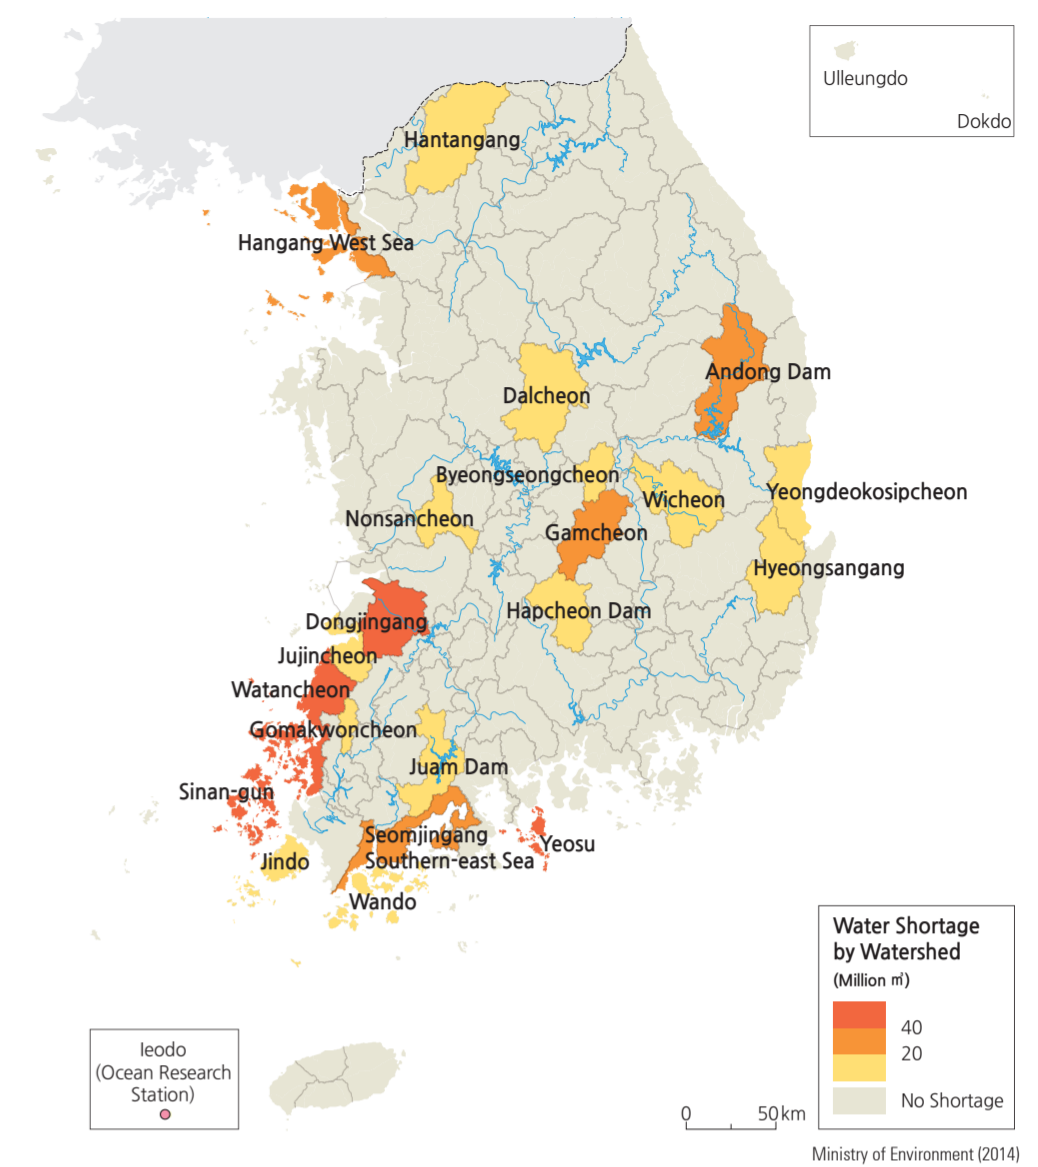 Ulleungdo
Dokdo
Hantangang
Hangang West Sea
Andong Dam
Dalcheon
Byeongseongcheon
Wicheon
Yeongdeokosipcheon
Nonsancheon
Gamcheon
Hyeongsangang
Hapcheon Dam
Dongjingang
Jujincheon
Watancheon
Gomakwoncheon
Juam Dam
Sinan-gun
Seomjingang
Southern-east Sea
Yeosu
Jindo
Wando
Water Shortage
by Watershed
(Million ㎥)
40
20
No Shortage
Ieodo
(Ocean Research
Station)
0 50 km
Ministry of Environment (2014)